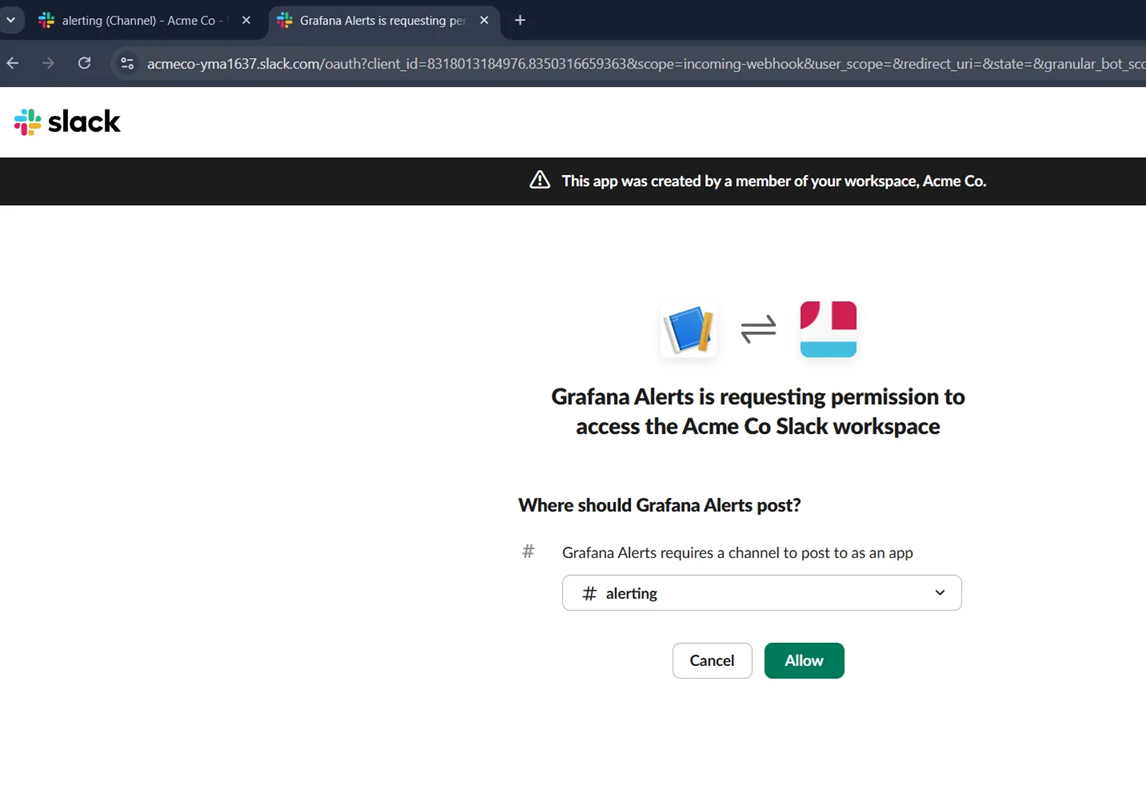 alerting (Channel) - Acme Co -
Grafana Alerts is requesting per
acmeco-yma1637.slack.com/oauth?client_id=8318013184976.8350316659363&scope=incoming-webhook&user_scope=&redirect_uri=&state=&granular_bot_sco
slack
This app was created by a member of your workspace, Acme Co.
Grafana Alerts is requesting permission to
access the Acme Co Slack workspace
Where should Grafana Alerts post?
# Grafana Alerts requires a channel to post to as an app
# alerting
Cancel Allow